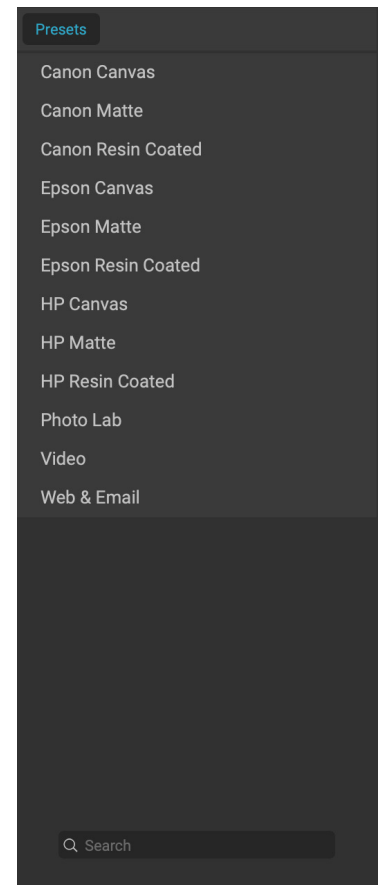 Presets
Canon Canvas
Canon Matte
Canon Resin Coated
Epson Canvas
Epson Matte
Epson Resin Coated
HP Canvas
HP Matte
HP Resin Coated
Photo Lab
Video
Web & Email
Search